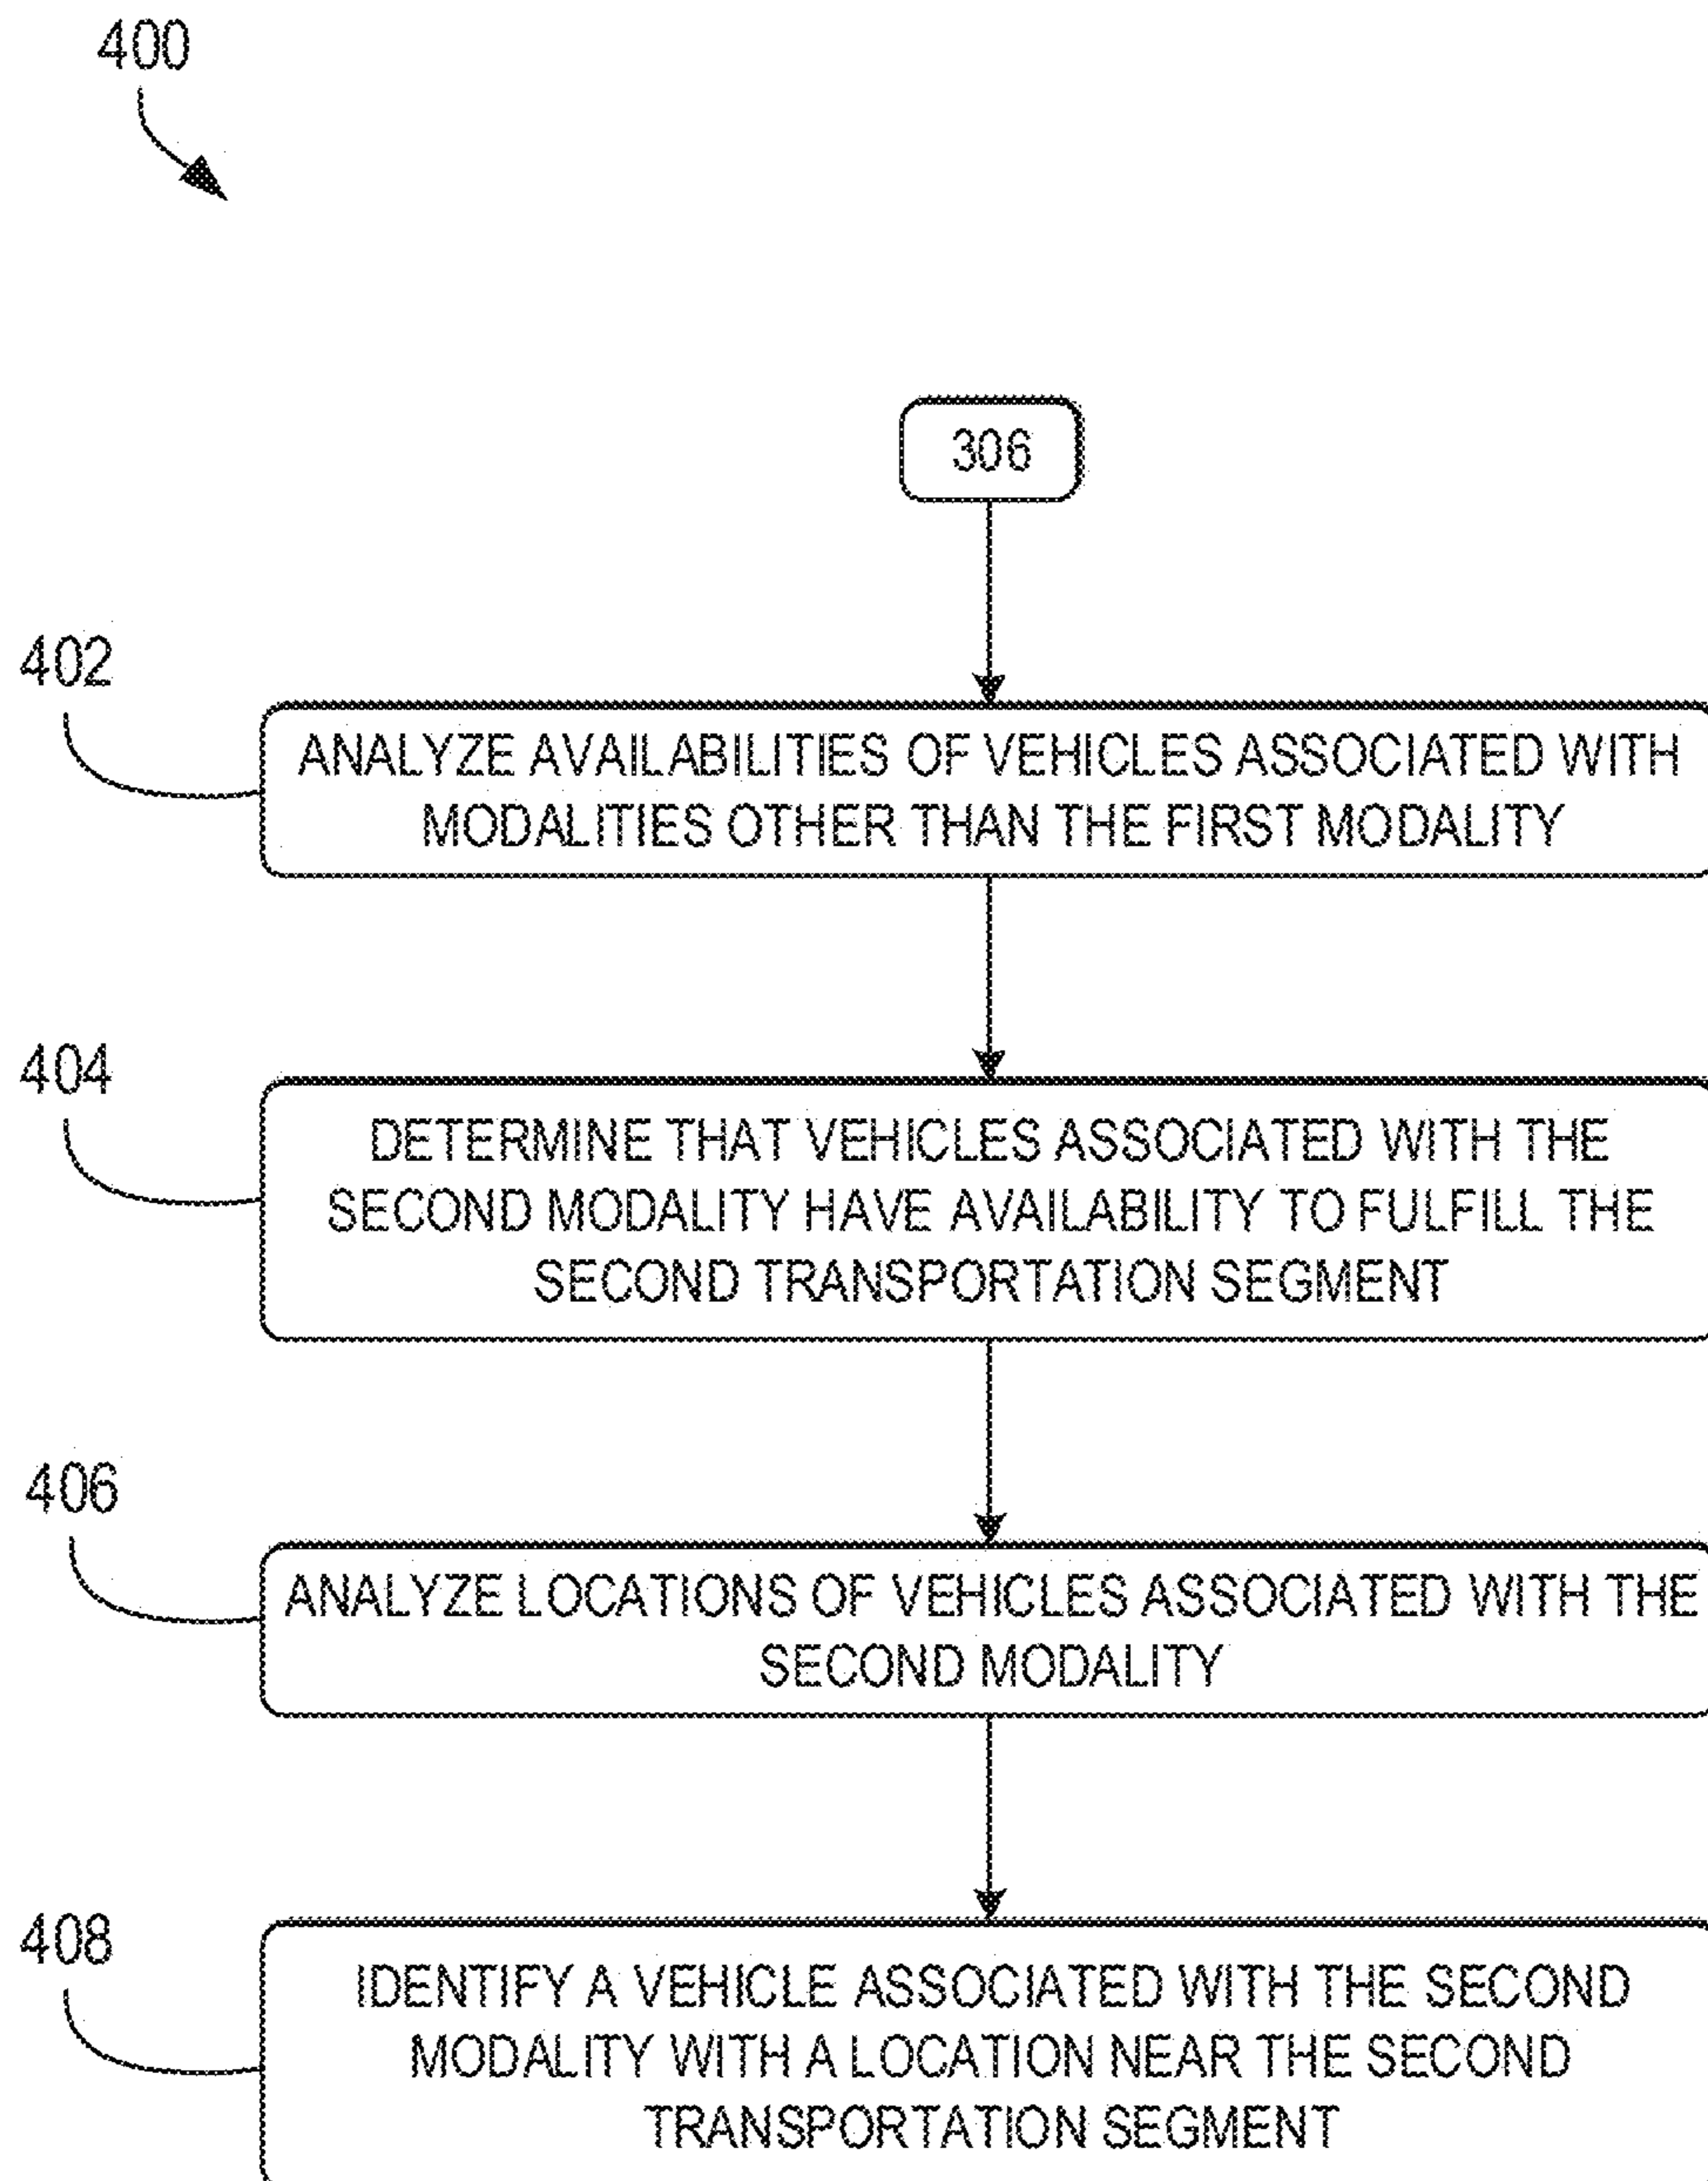 400
306
402
ANALYZE AVAILABILITIES OF VEHICLES ASSOCIATED WITH
MODALITIES OTHER THAN THE FIRST MODALITY
404
DETERMINE THAT VEHICLES ASSOCIATED WITH THE
SECOND MODALITY HAVE AVAILABILITY TO FULFILL THE
SECOND TRANSPORTATION SEGMENT
406
ANALYZE LOCATIONS OF VEHICLES ASSOCIATED WITH THE
SECOND MODALITY
408
IDENTIFY A VEHICLE ASSOCIATED WITH THE SECOND
MODALITY WITH A LOCATION NEAR THE SECOND
TRANSPORTATION SEGMENT